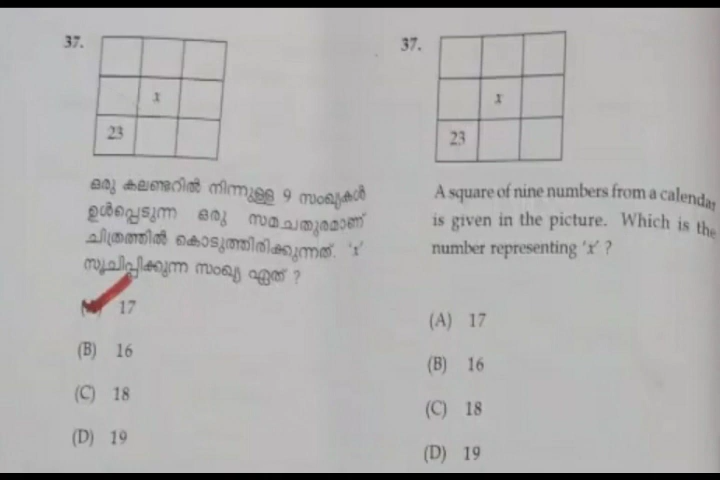 37.
x
23
ഒരു കലണ്ടറിൽ നിന്നുള്ള 9 സംഖ്യകൾ
ഉൾപ്പെടുന്ന ഒരു സമചതുരമാണ്
ചിത്രത്തിൽ കൊടുത്തിരിക്കുന്നത്. 'x'
സൂചിപ്പിക്കുന്ന സംഖ്യ ഏത് ?
17
(B) 16
(C) 18
(D) 19
37.
x
23
A square of nine numbers from a calendar
is given in the picture. Which is the
number representing 'x' ?
(A) 17
(B) 16
(C) 18
(D) 19